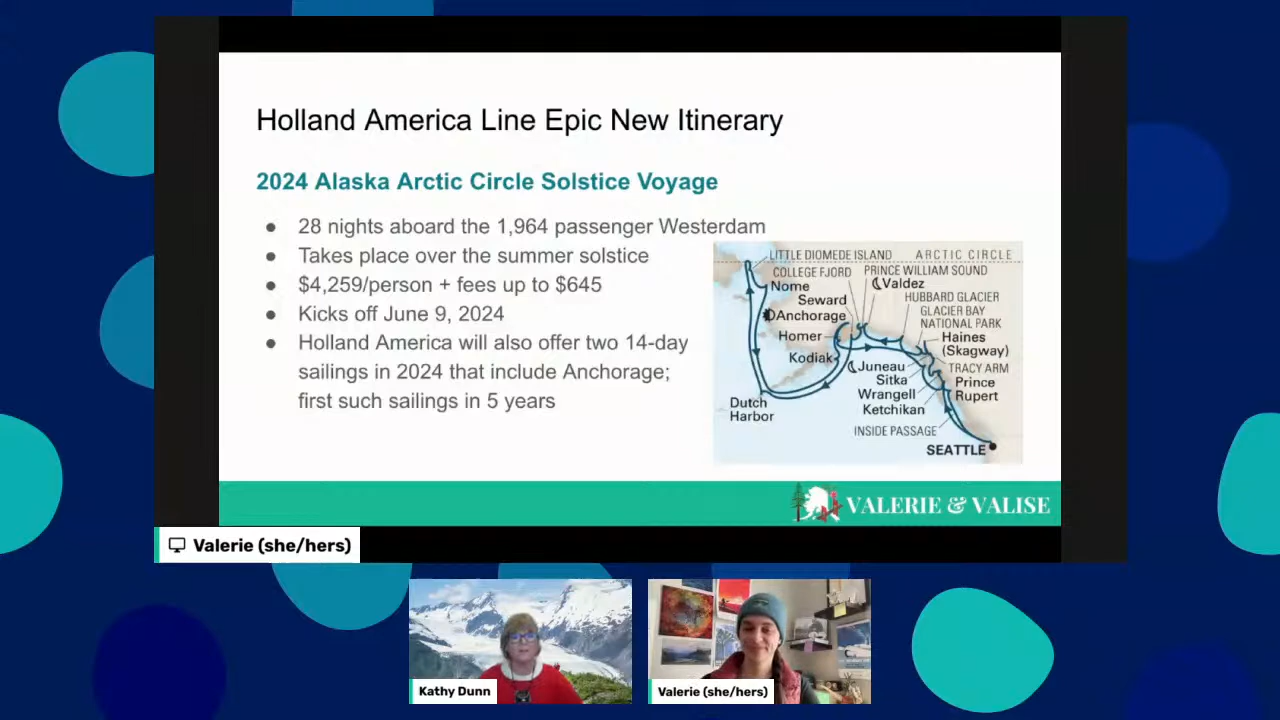 Holland America Line Epic New Itinerary
2024 Alaska Arctic Circle Solstice Voyage
● 28 nights aboard the 1,964 passenger Westerdam
● Takes place over the summer solstice
● $4,259/person + fees up to $645
● Kicks off June 9, 2024
● Holland America will also offer two 14-day
sailings in 2024 that include Anchorage;
first such sailings in 5 years
LITTLE DIOMEDE ISLAND
ARCTIC CIRCLE
COLLEGE FJORD
PRINCE WILLIAM SOUND
Nome
Valdez
Seward
HUBBARD GLACIER
Anchorage
GLACIER BAY
NATIONAL PARK
Homer
Haines
(Skagway)
Kodiak
Juneau
TRACY ARM
Sitka
Prince
Rupert
Wrangell
Ketchikan
Dutch
Harbor
INSIDE PASSAGE
SEATTLE
VALERIE & VALISE
Valerie (she/hers)
Kathy Dunn
Valerie (she/hers)